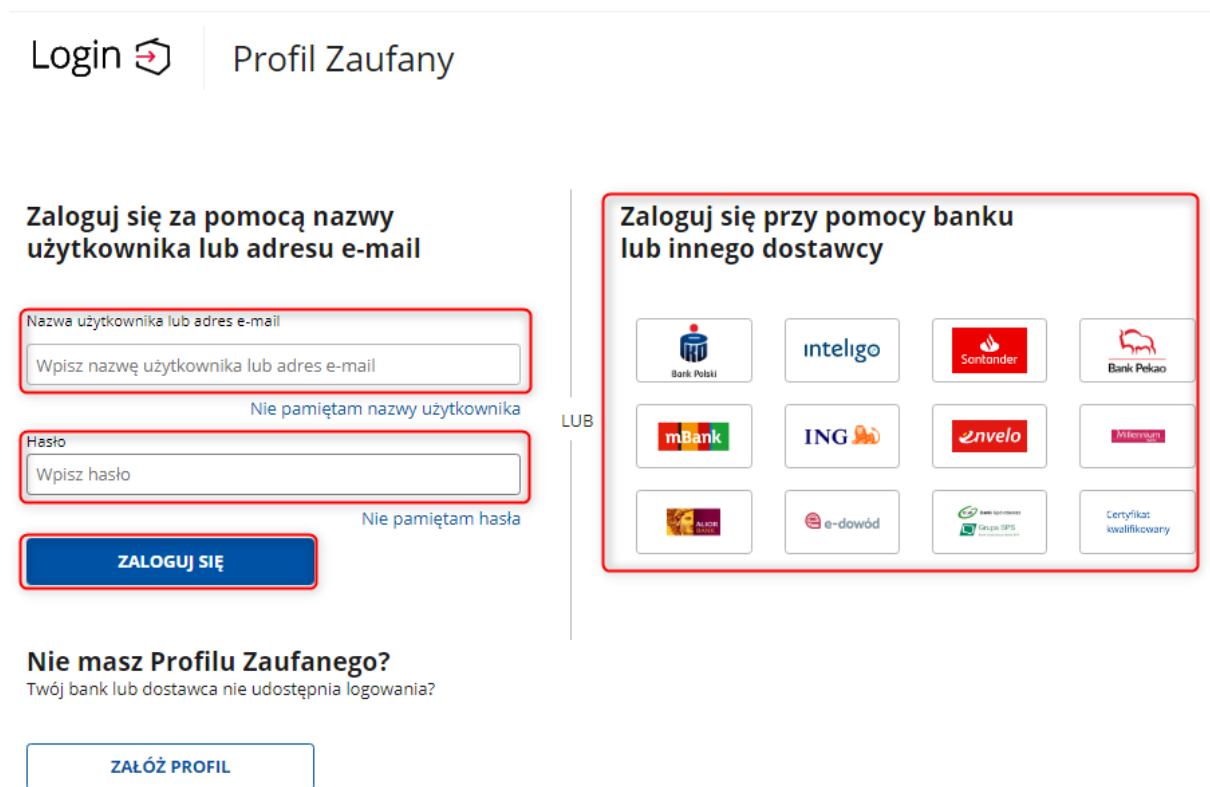 Login
Profil Zaufany
Zaloguj się za pomocą nazwy
użytkownika lub adresu e-mail
Nazwa użytkownika lub adres e-mail
Wpisz nazwę użytkownika lub adres e-mail
Nie pamiętam nazwy użytkownika
Hasło
Wpisz hasło
Nie pamiętam hasła
ZALOGUJ SIĘ
LUB
Zaloguj się przy pomocy banku
lub innego dostawcy
Bank Polski
inteligo
Santander
Bank Pekao
mBank
ING
envelo
Millennium
ALIOR
BANK
e-dowód
Banki Spółdzielcze
Grupa SPS
Certyfikat
kwalifikowany
Nie masz Profilu Zaufanego?
Twój bank lub dostawca nie udostępnia logowania?
ZAŁÓŻ PROFIL